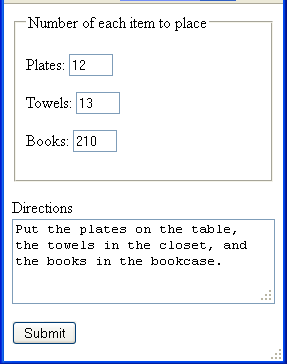 Number of each item to place
Plates: 12
Towels: 13
Books: 210
Directions
Put the plates on the table,
the towels in the closet, and
the books in the bookcase.
Submit